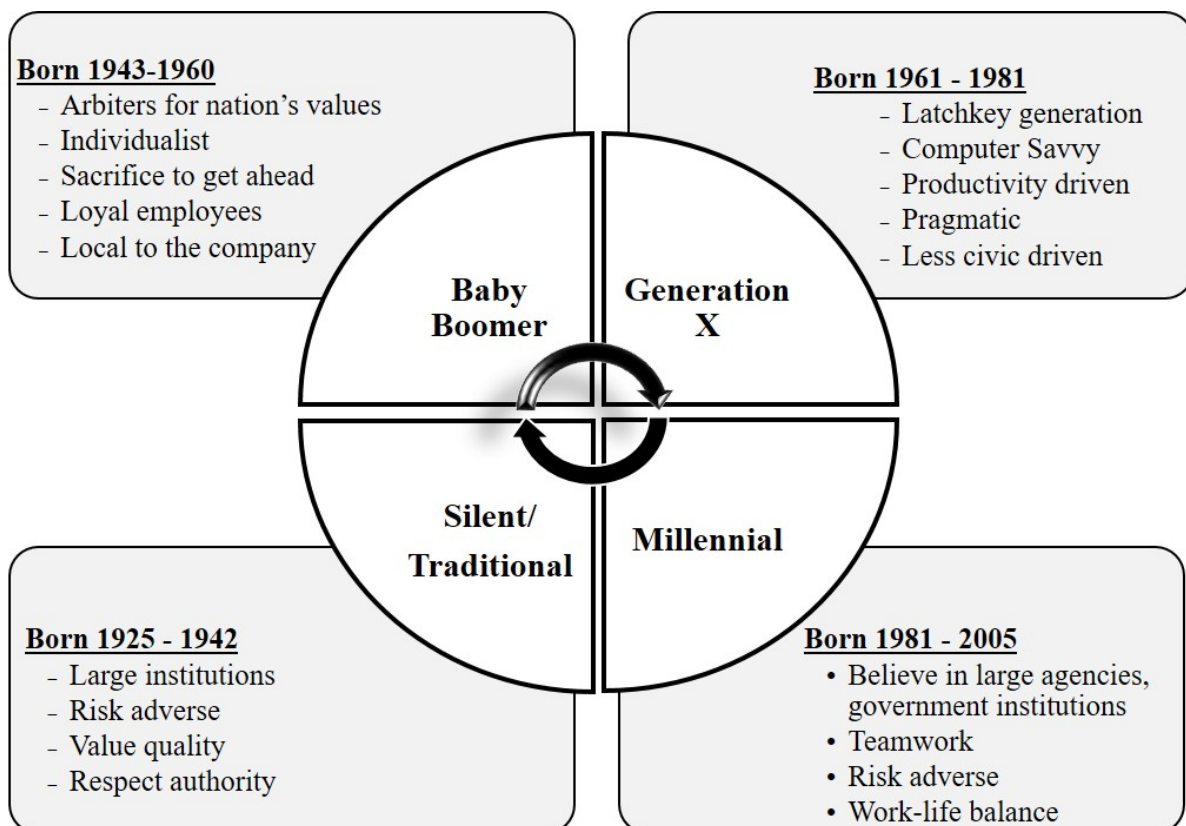 Born 1943-1960
- Arbiters for nation's values
- Individualist
- Sacrifice to get ahead
- Loyal employees
- Local to the company
Born 1961 - 1981
- Latchkey generation
- Computer Savvy
- Productivity driven
- Pragmatic
- Less civic driven
Baby
Boomer
Generation
X
Silent/
Traditional
Millennial
Born 1925 - 1942
- Large institutions
- Risk adverse
- Value quality
- Respect authority
Born 1981 - 2005
• Believe in large agencies,
government institutions
• Teamwork
• Risk adverse
• Work-life balance